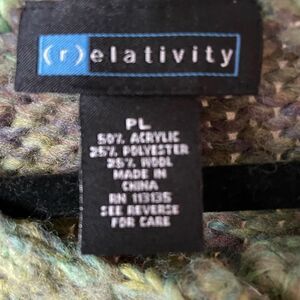 (r)elativity
PL
50% ACRYLIC
25% POLYESTER
25% WOOL
MADE IN
CHINA
RN 113135
SEE REVERSE
FOR CARE